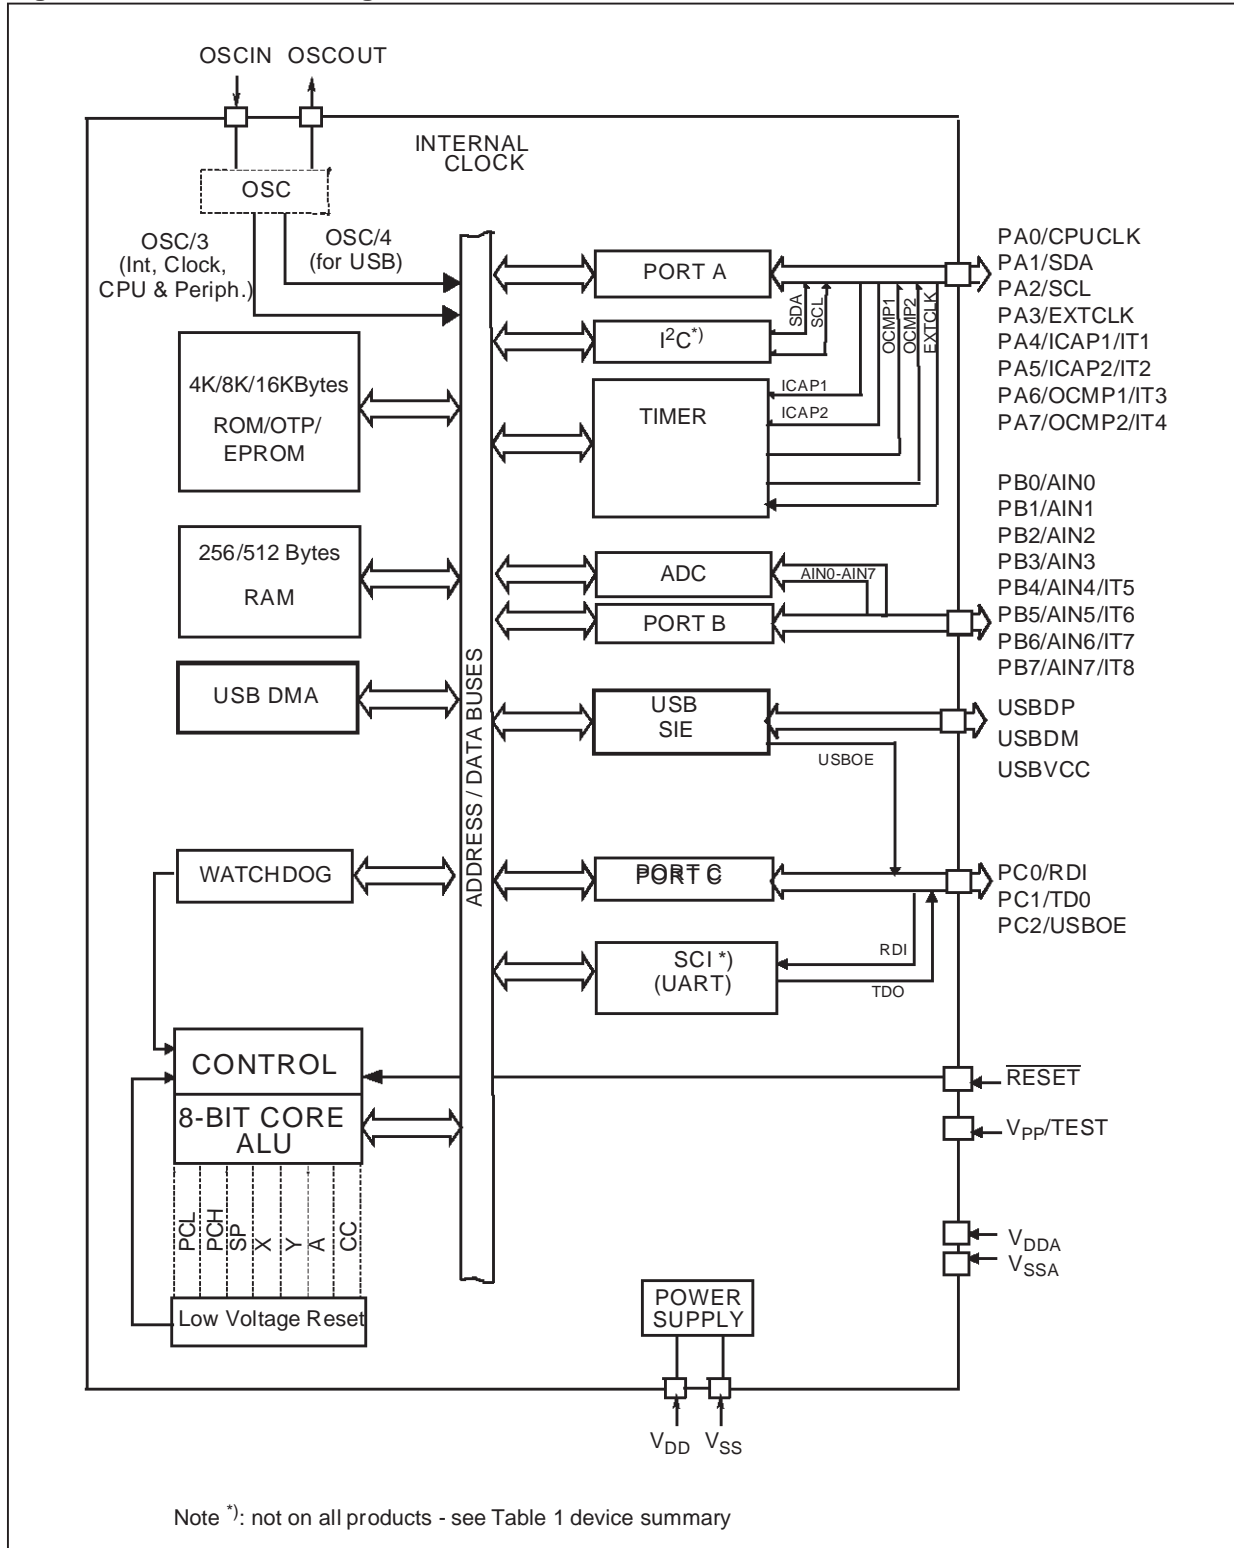 OSCIN OSCOUT
INTERNAL
CLOCK
OSC
OSC/3
(Int, Clock,
CPU & Periph.)
OSC/4
(for USB)
4K/8K/16KBytes
ROM/OTP/
EPROM
256/512 Bytes
RAM
USB DMA
WATCHDOG
CONTROL
8-BIT CORE
ALU
PCL
PCH
SP
X
Y
A
CC
Low Voltage Reset
ADDRESS / DATA BUSES
PORT A
I²C*)
TIMER
SDA
SCL
OCMP1
OCMP2
EXTCLK
ICAP1
ICAP2
ADC
AIN0-AIN7
PORT B
USB
SIE
USBOE
PORT C
SCI *)
(UART)
RDI
TDO
POWER
SUPPLY
PA0/CPUCLK
PA1/SDA
PA2/SCL
PA3/EXTCLK
PA4/ICAP1/IT1
PA5/ICAP2/IT2
PA6/OCMP1/IT3
PA7/OCMP2/IT4
PB0/AIN0
PB1/AIN1
PB2/AIN2
PB3/AIN3
PB4/AIN4/IT5
PB5/AIN5/IT6
PB6/AIN6/IT7
PB7/AIN7/IT8
USBDP
USBDM
USBVCC
PC0/RDI
PC1/TD0
PC2/USBOE
RESET
VPP/TEST
VDDA
VSSA
VDD VSS
Note *): not on all products - see Table 1 device summary